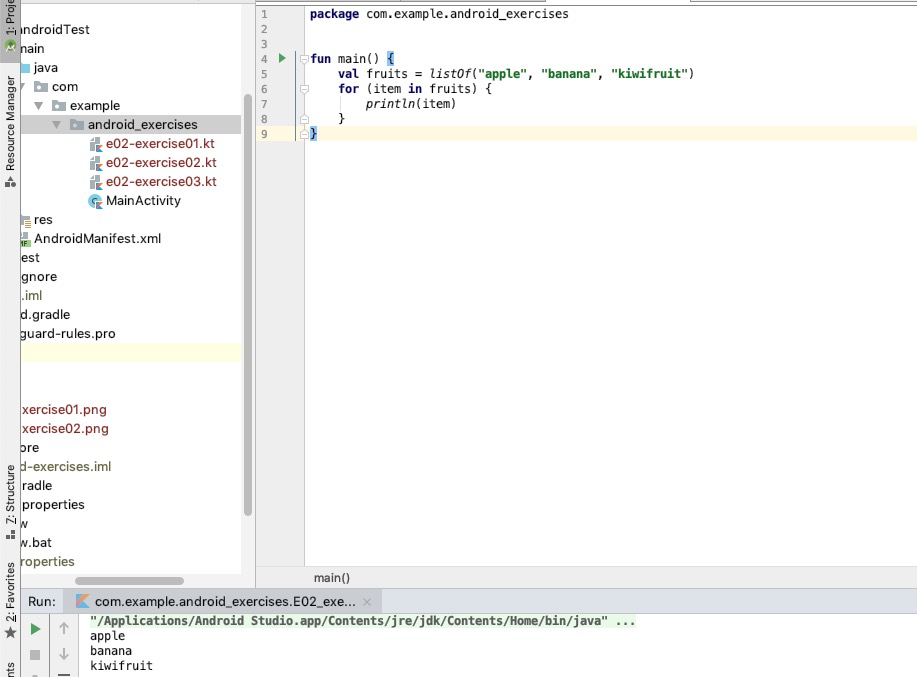 1: Proje
Resource Manager
Z: Structure
2: Favorites
nts
ndroidTest
main
java
com
example
android_exercises
e02-exercise01.kt
e02-exercise02.kt
e02-exercise03.kt
MainActivity
res
AndroidManifest.xml
est
gnore
.iml
d.gradle
guard-rules.pro
xercise01.png
xercise02.png
ore
d-exercises.iml
radle
properties
w
w.bat
roperties
1 package com.example.android_exercises
2
3
4 fun main() {
5 val fruits = listOf("apple", "banana", "kiwifruit")
6 for (item in fruits) {
7 println(item)
8 }
9 }
main()
Run: com.example.android_exercises.E02_exe...
"/Applications/Android Studio.app/Contents/jre/jdk/Contents/Home/bin/java" ...
apple
banana
kiwifruit